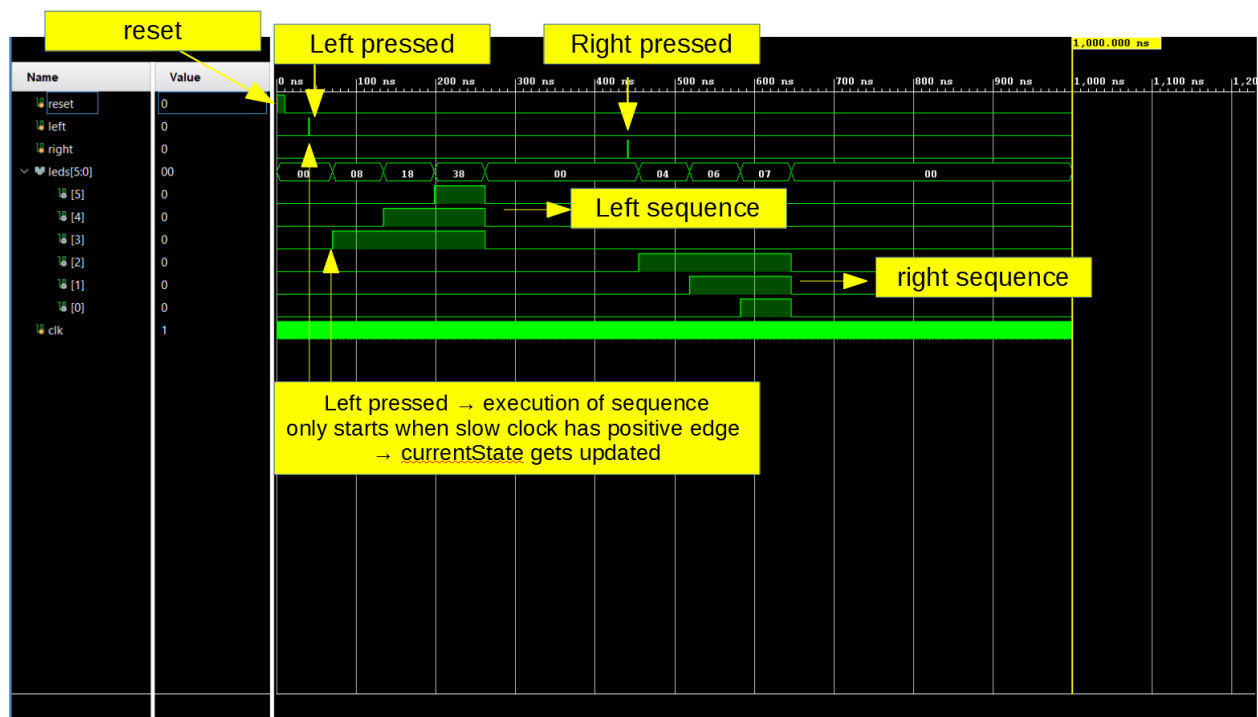 reset
Left pressed
Right pressed
1,000.000 ns
Name
Value
0 ns
100 ns
200 ns
300 ns
400 ns
500 ns
600 ns
700 ns
800 ns
900 ns
1,000 ns
1,100 ns
1,20
reset
0
left
0
right
0
leds[5:0]
00
00
08
18
38
00
04
06
07
00
[5]
0
[4]
0
Left sequence
[3]
0
[2]
0
right sequence
[1]
0
[0]
0
clk
1
Left pressed → execution of sequence
only starts when slow clock has positive edge
→ currentState gets updated